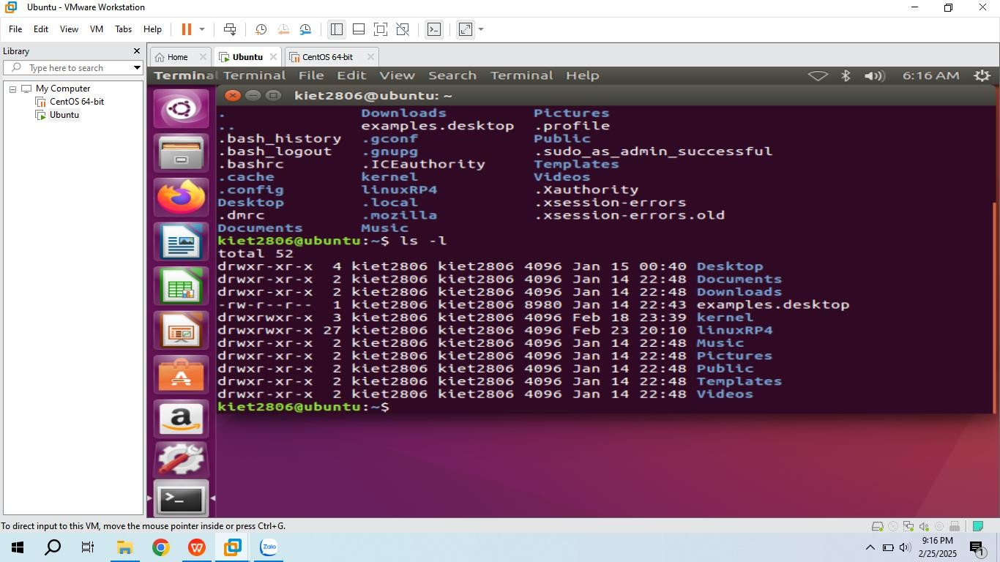 Ubuntu - VMware Workstation
File Edit View VM Tabs Help
Library
Type here to search
My Computer
CentOS 64-bit
Ubuntu
Home Ubuntu CentOS 64-bit
Terminal Terminal File Edit View Search Terminal Help 6:16 AM
kiet2806@ubuntu: ~
. Downloads Pictures
.. examples.desktop .profile
.bash_history .gconf Public
.bash_logout .gnupg .sudo_as_admin_successful
.bashrc .ICEauthority Templates
.cache kernel Videos
.config linuxRP4 .Xauthority
Desktop .local .xsession-errors
.dmrc .mozilla .xsession-errors.old
Documents Music
kiet2806@ubuntu:~$ ls -l
total 52
drwxr-xr-x 4 kiet2806 kiet2806 4096 Jan 15 00:40 Desktop
drwxr-xr-x 2 kiet2806 kiet2806 4096 Jan 14 22:48 Documents
drwxr-xr-x 2 kiet2806 kiet2806 4096 Jan 14 22:48 Downloads
-rw-r--r-- 1 kiet2806 kiet2806 8980 Jan 14 22:43 examples.desktop
drwxrwxr-x 3 kiet2806 kiet2806 4096 Feb 18 23:39 kernel
drwxrwxr-x 27 kiet2806 kiet2806 4096 Feb 23 20:10 linuxRP4
drwxr-xr-x 2 kiet2806 kiet2806 4096 Jan 14 22:48 Music
drwxr-xr-x 2 kiet2806 kiet2806 4096 Jan 14 22:48 Pictures
drwxr-xr-x 2 kiet2806 kiet2806 4096 Jan 14 22:48 Public
drwxr-xr-x 2 kiet2806 kiet2806 4096 Jan 14 22:48 Templates
drwxr-xr-x 2 kiet2806 kiet2806 4096 Jan 14 22:48 Videos
kiet2806@ubuntu:~$
To direct input to this VM, move the mouse pointer inside or press Ctrl+G.
Zalo
9:16 PM
2/25/2025
1